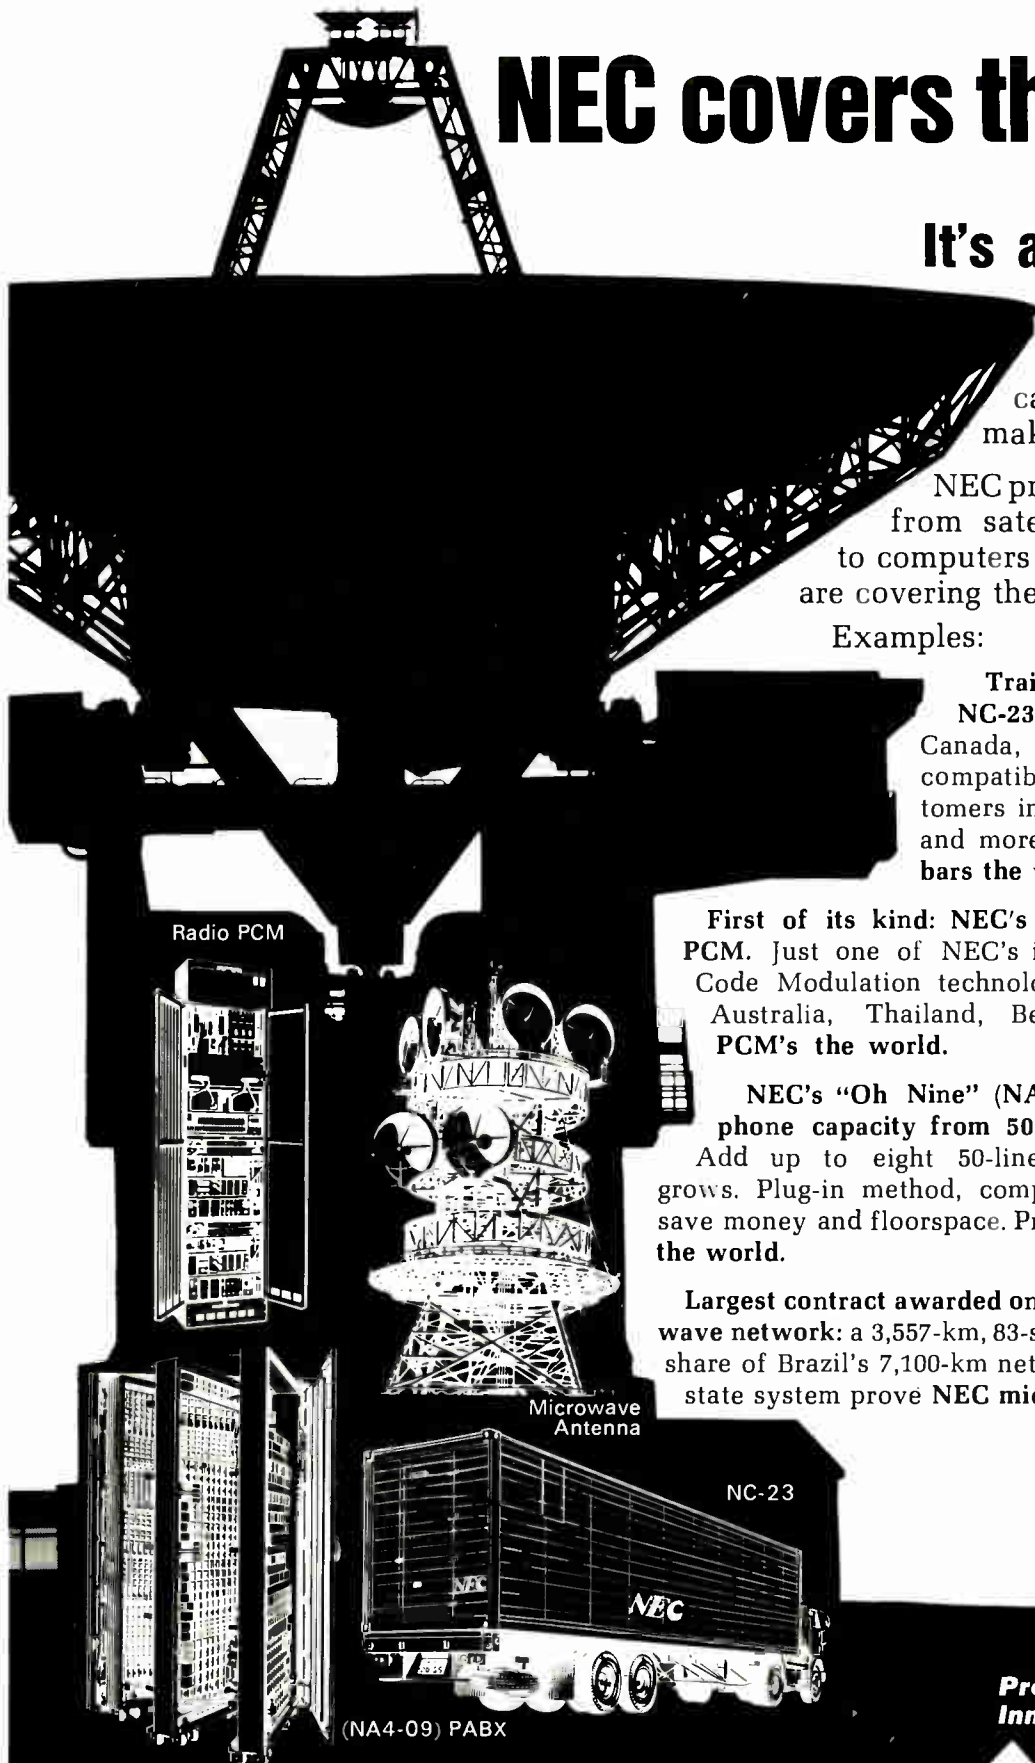 NEC covers th
It's a
ca
mak
NEC pr
from sate
to computers
are covering the
Examples:
Trai
NC-23
Canada,
compatib
tomers in
and more
bars the
First of its kind: NEC's
PCM. Just one of NEC's i
Code Modulation technolo
Australia, Thailand, Be
PCM's the world.
NEC's “Oh Nine” (NA
phone capacity from 50
Add up to eight 50-line
grows. Plug-in method, comp
save money and floorspace. Pr
the world.
Largest contract awarded on
wave network: a 3,557-km, 83-s
share of Brazil's 7,100-km net
state system prove NEC mic
Radio PCM
Microwave
Antenna
NC-23
NEC
NEC
(NA4-09) PABX
Pro
Inn